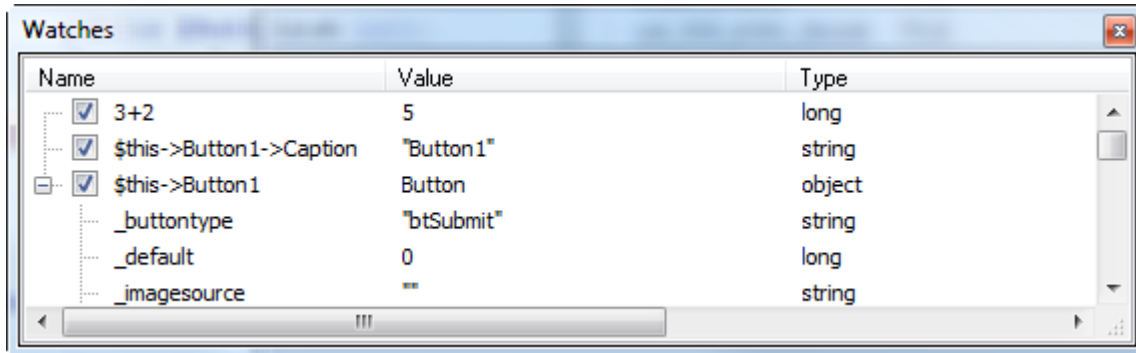 Watches
Name Value Type
3+2 5 long
$this->Button1->Caption "Button1" string
$this->Button1 Button object
_buttontype "btSubmit" string
_default 0 long
_imagesource "" string